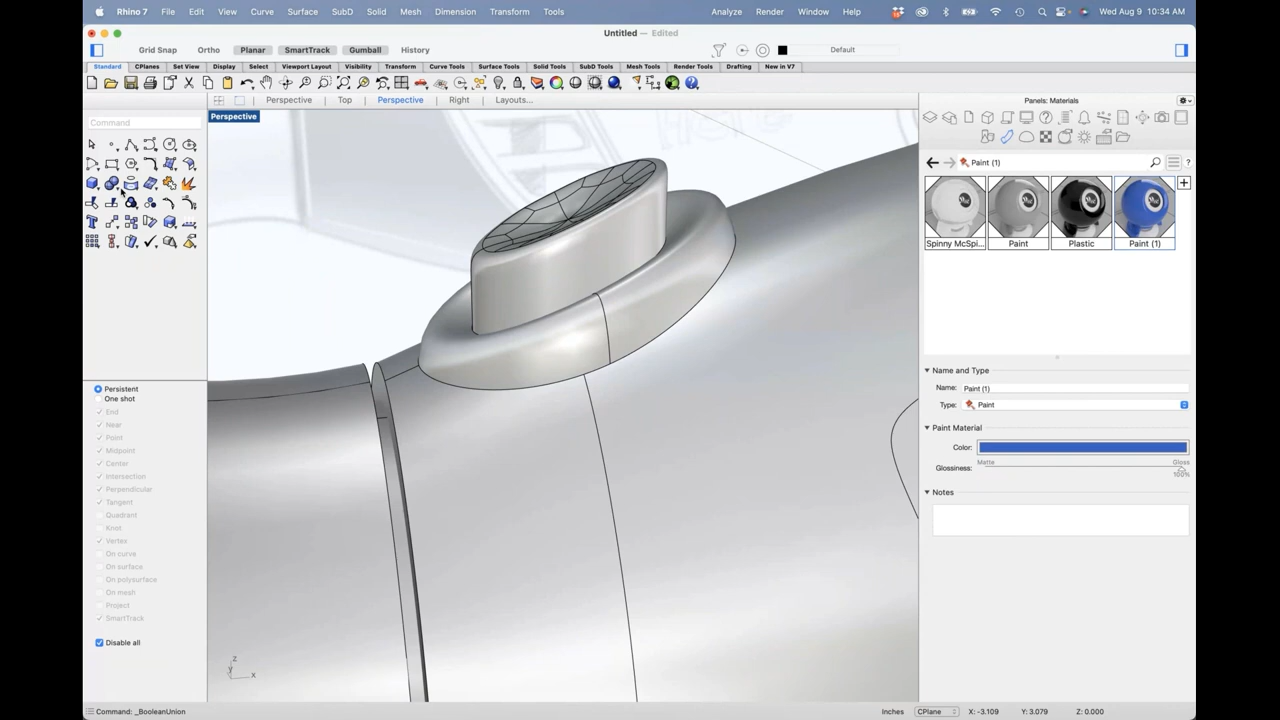 Rhino 7 File Edit View Curve Surface SubD Solid Mesh Dimension Transform Tools Analyze Render Window Help Wed Aug 9 10:34 AM
Untitled — Edited
Grid Snap Ortho Planar SmartTrack Gumball History Default
Standard CPlanes Set View Display Select Viewport Layout Visibility Transform Curve Tools Surface Tools Solid Tools SubD Tools Mesh Tools Render Tools Drafting New in V7
Perspective Top Perspective Right Layouts...
Panels: Materials
Perspective
Command
Paint (1)
?
Spinny McSpi... Paint Plastic Paint (1)
Name and Type
Name: Paint (1)
Type: Paint
Paint Material
Color:
Matte Gloss
Glossiness:
100%
Notes
Persistent
One shot
End
Near
Point
Midpoint
Center
Intersection
Perpendicular
Tangent
Quadrant
Knot
Vertex
On curve
On surface
On polysurface
On mesh
Project
SmartTrack
Disable all
z
y
x
Command: _BooleanUnion Inches CPlane X: -3.109 Y: 3.079 Z: 0.000